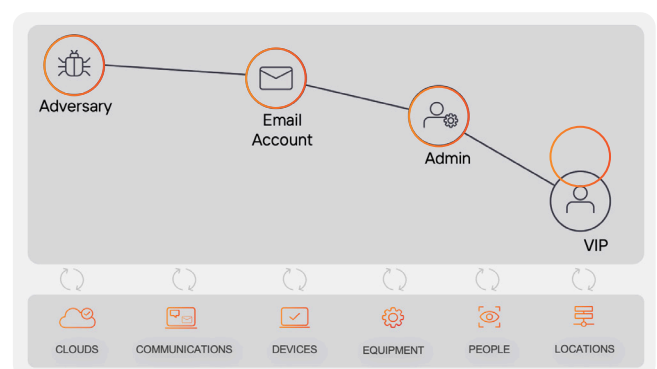 Adversary
Email
Account
Admin
VIP
CLOUDS
COMMUNICATIONS
DEVICES
EQUIPMENT
PEOPLE
LOCATIONS